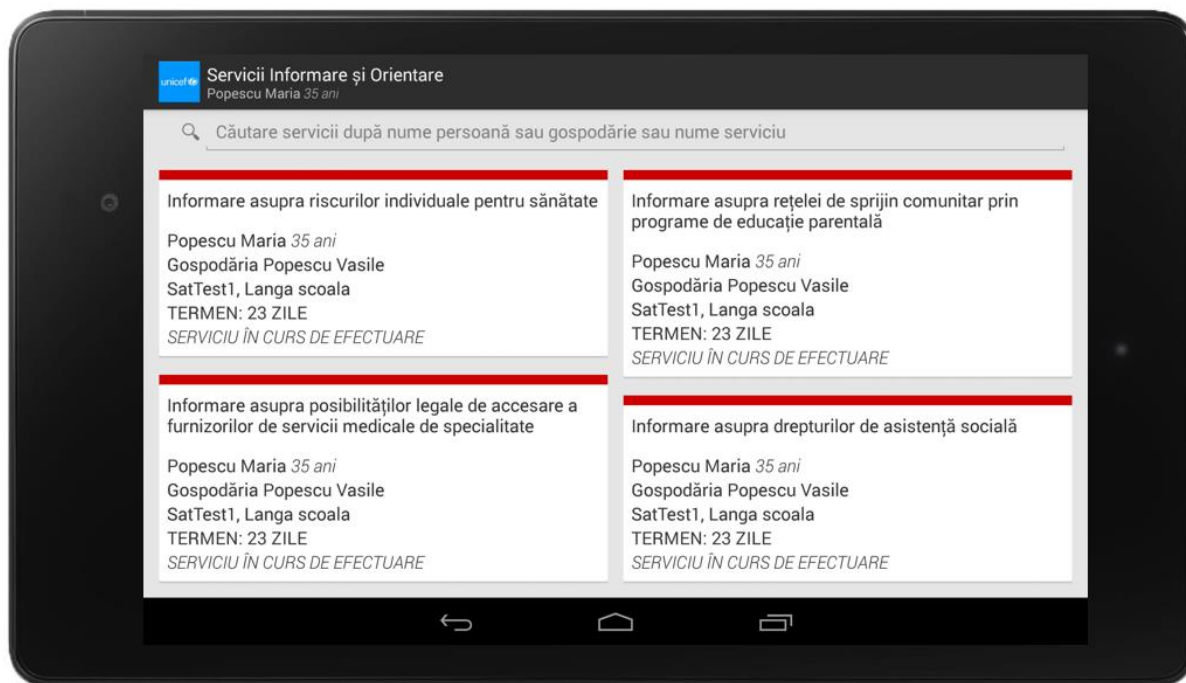 unicef
Servicii Informare și Orientare
Popescu Maria 35 ani
Căutare servicii după nume persoană sau gospodărie sau nume serviciu
Informare asupra riscurilor individuale pentru sănătate
Popescu Maria 35 ani
Gospodăria Popescu Vasile
SatTest1, Langa scoala
TERMEN: 23 ZILE
SERVICIU ÎN CURS DE EFECTUARE
Informare asupra rețelei de sprijin comunitar prin
programe de educație parentală
Popescu Maria 35 ani
Gospodăria Popescu Vasile
SatTest1, Langa scoala
TERMEN: 23 ZILE
SERVICIU ÎN CURS DE EFECTUARE
Informare asupra posibilităților legale de accesare a
furnizorilor de servicii medicale de specialitate
Popescu Maria 35 ani
Gospodăria Popescu Vasile
SatTest1, Langa scoala
TERMEN: 23 ZILE
SERVICIU ÎN CURS DE EFECTUARE
Informare asupra drepturilor de asistență socială
Popescu Maria 35 ani
Gospodăria Popescu Vasile
SatTest1, Langa scoala
TERMEN: 23 ZILE
SERVICIU ÎN CURS DE EFECTUARE